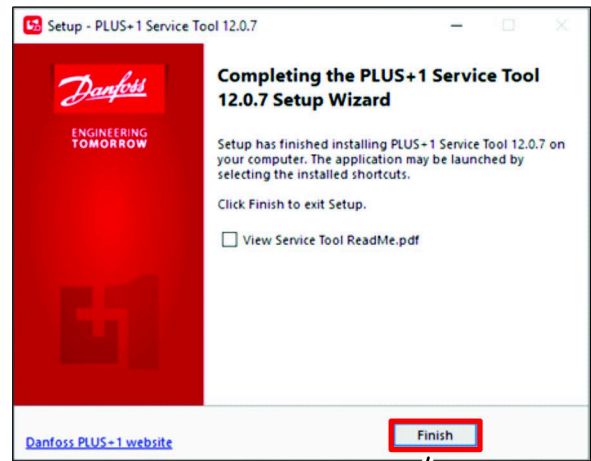 Setup - PLUS+1 Service Tool 12.0.7
Danfoss
ENGINEERING
TOMORROW
Completing the PLUS+1 Service Tool
12.0.7 Setup Wizard
Setup has finished installing PLUS+1 Service Tool 12.0.7 on
your computer. The application may be launched by
selecting the installed shortcuts.
Click Finish to exit Setup.
View Service Tool ReadMe.pdf
+1
Danfoss PLUS+1 website
Finish